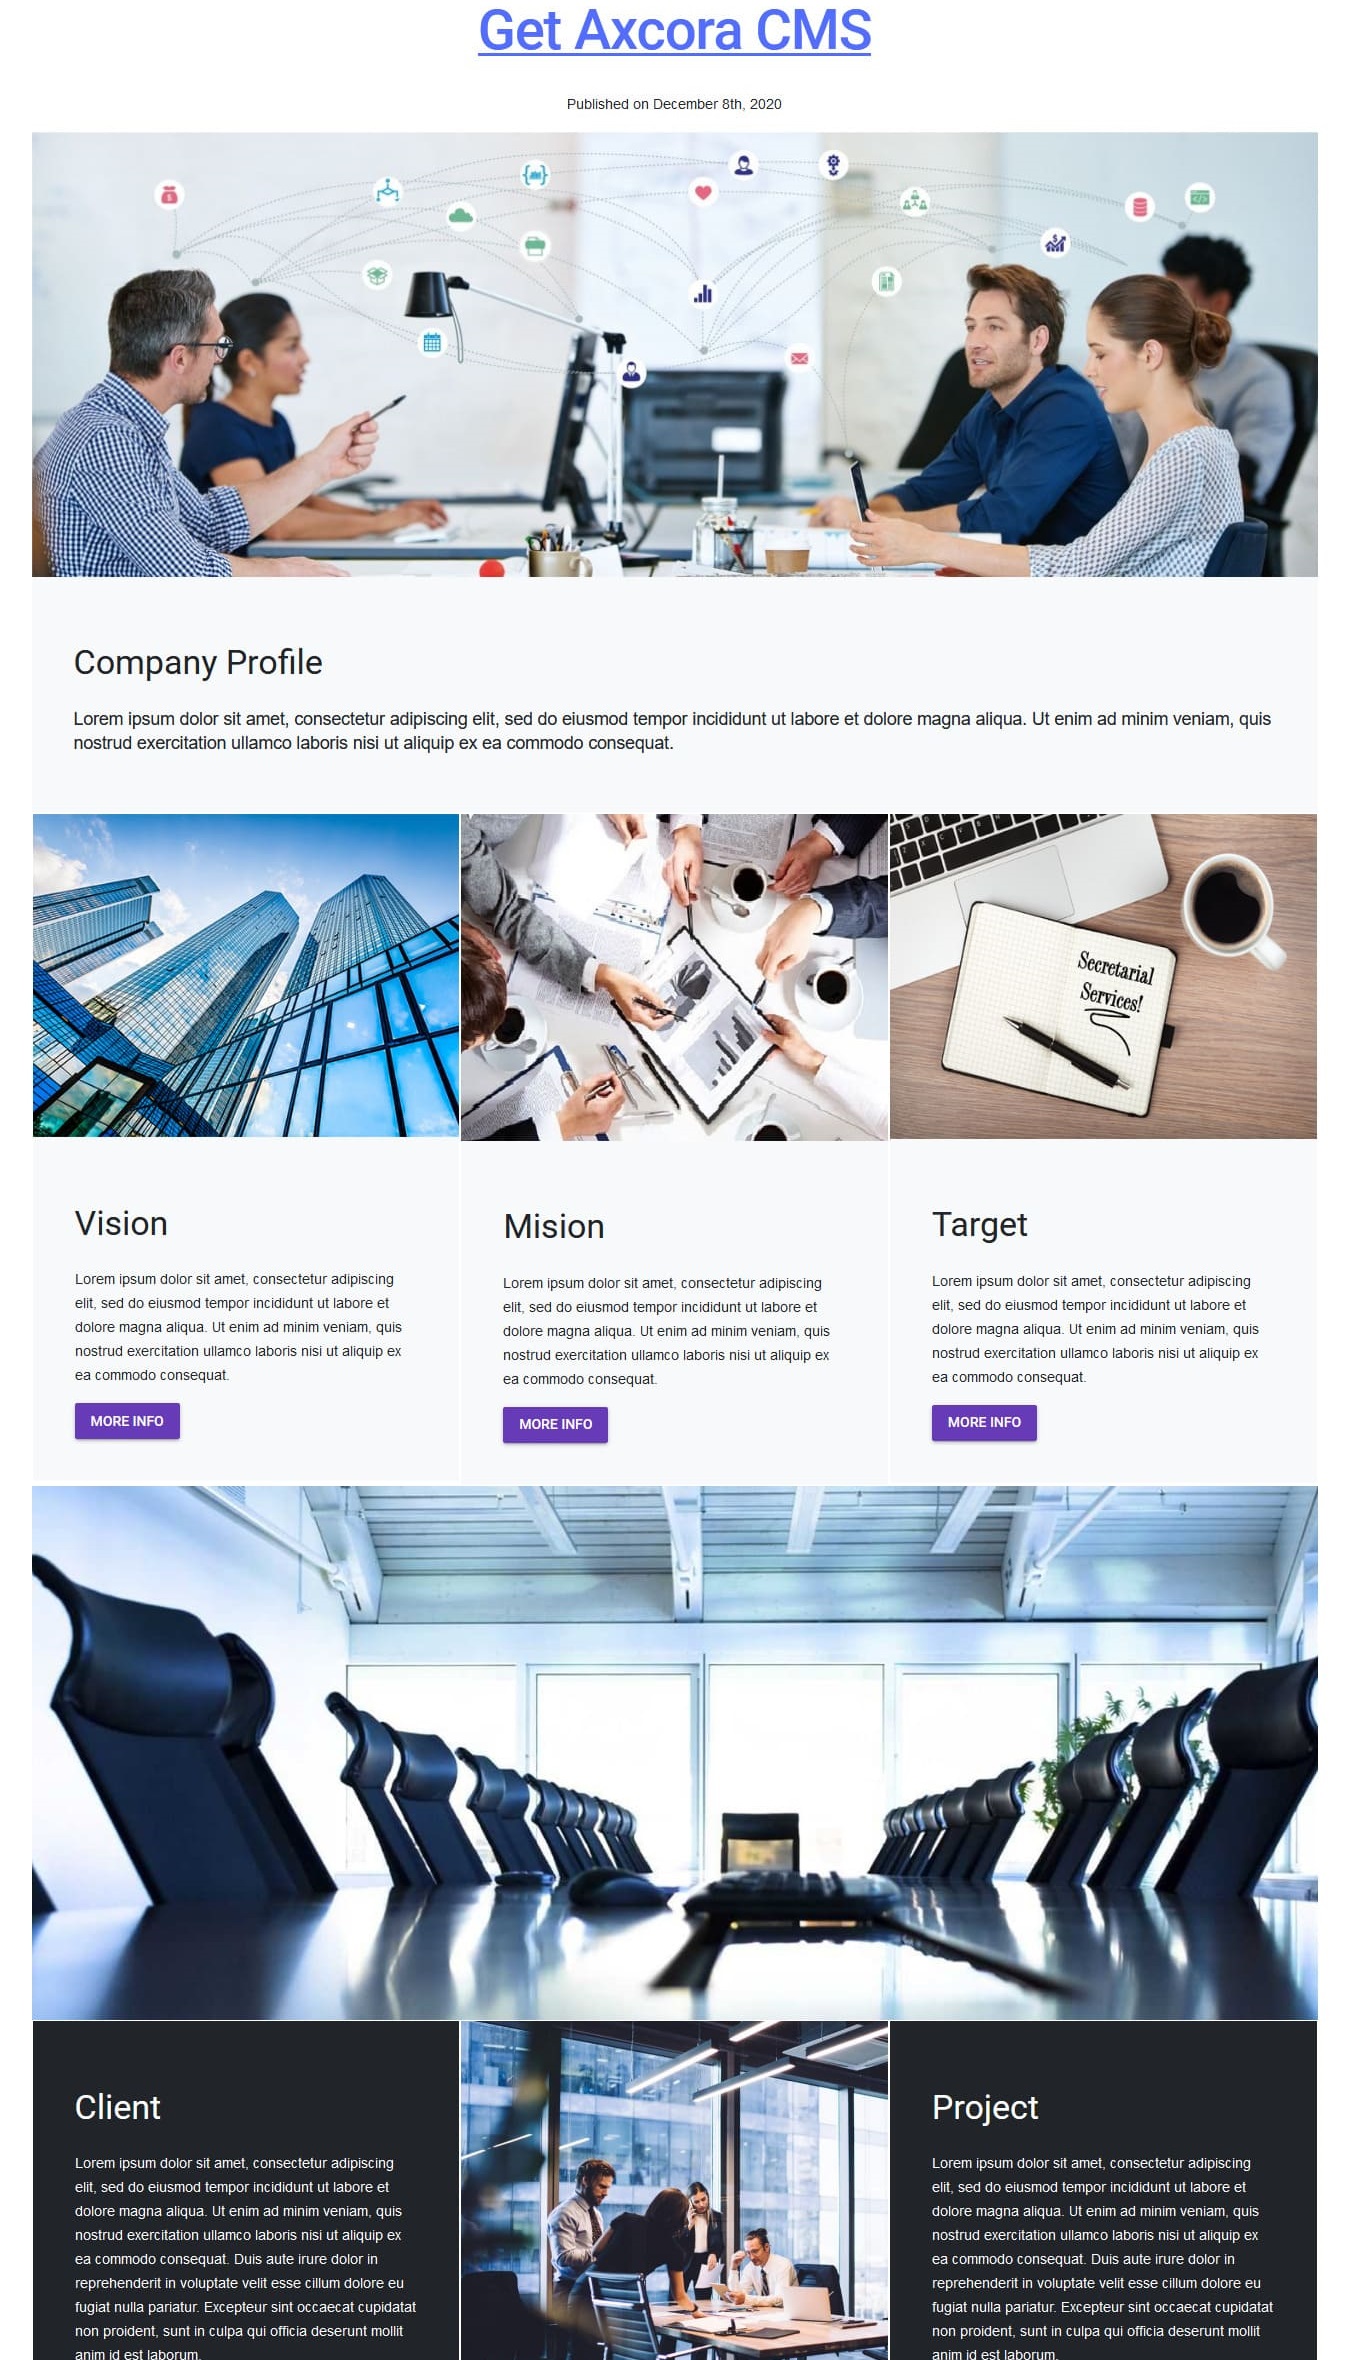 Get Axcora CMS
Published on December 8th, 2020
Company Profile
Lorem ipsum dolor sit amet, consectetur adipiscing elit, sed do eiusmod tempor incididunt ut labore et dolore magna aliqua. Ut enim ad minim veniam, quis
nostrud exercitation ullamco laboris nisi ut aliquip ex ea commodo consequat.
Secretarial
Services!
Vision
Lorem ipsum dolor sit amet, consectetur adipiscing
elit, sed do eiusmod tempor incididunt ut labore et
dolore magna aliqua. Ut enim ad minim veniam, quis
nostrud exercitation ullamco laboris nisi ut aliquip ex
ea commodo consequat.
MORE INFO
Mision
Lorem ipsum dolor sit amet, consectetur adipiscing
elit, sed do eiusmod tempor incididunt ut labore et
dolore magna aliqua. Ut enim ad minim veniam, quis
nostrud exercitation ullamco laboris nisi ut aliquip ex
ea commodo consequat.
MORE INFO
Target
Lorem ipsum dolor sit amet, consectetur adipiscing
elit, sed do eiusmod tempor incididunt ut labore et
dolore magna aliqua. Ut enim ad minim veniam, quis
nostrud exercitation ullamco laboris nisi ut aliquip ex
ea commodo consequat.
MORE INFO
Client
Lorem ipsum dolor sit amet, consectetur adipiscing
elit, sed do eiusmod tempor incididunt ut labore et
dolore magna aliqua. Ut enim ad minim veniam, quis
nostrud exercitation ullamco laboris nisi ut aliquip ex
ea commodo consequat. Duis aute irure dolor in
reprehenderit in voluptate velit esse cillum dolore eu
fugiat nulla pariatur. Excepteur sint occaecat cupidatat
non proident, sunt in culpa qui officia deserunt mollit
anim id est laborum.
Project
Lorem ipsum dolor sit amet, consectetur adipiscing
elit, sed do eiusmod tempor incididunt ut labore et
dolore magna aliqua. Ut enim ad minim veniam, quis
nostrud exercitation ullamco laboris nisi ut aliquip ex
ea commodo consequat. Duis aute irure dolor in
reprehenderit in voluptate velit esse cillum dolore eu
fugiat nulla pariatur. Excepteur sint occaecat cupidatat
non proident, sunt in culpa qui officia deserunt mollit
anim id est laborum.